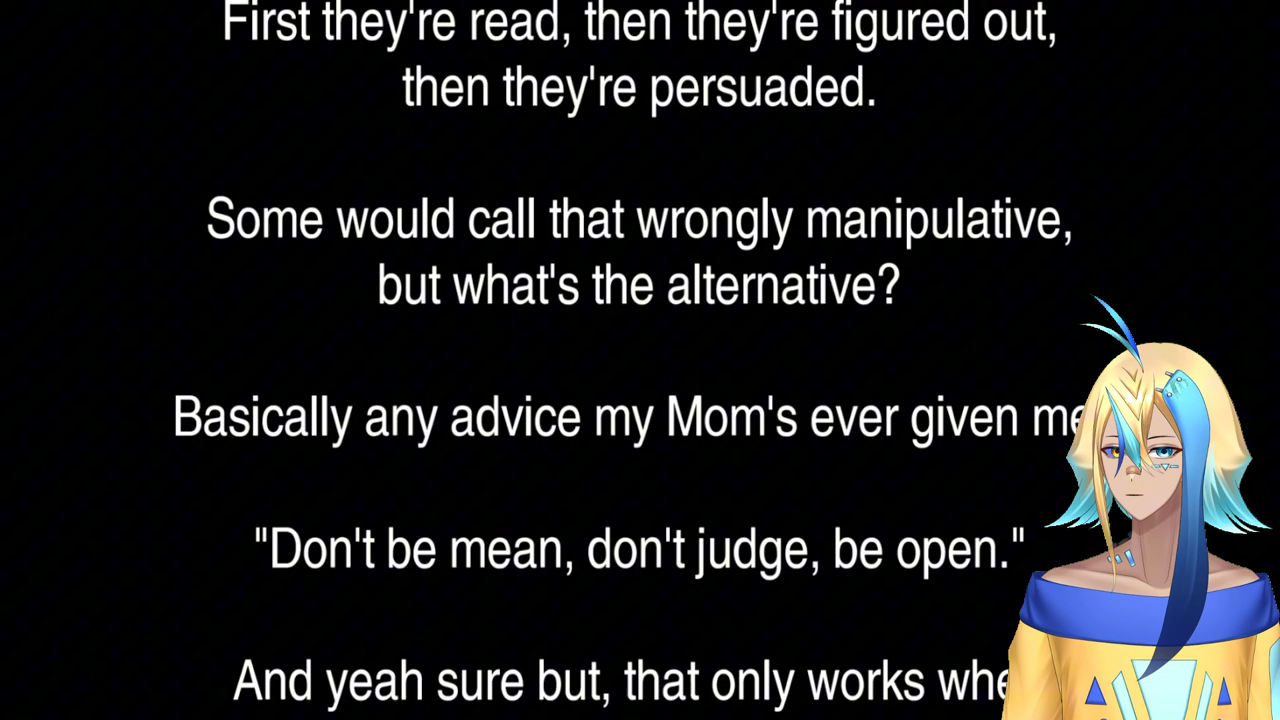 First they're read, then they're figured out,
then they're persuaded.
Some would call that wrongly manipulative,
but what's the alternative?
Basically any advice my Mom's ever given me
"Don't be mean, don't judge, be open."
And yeah sure but, that only works